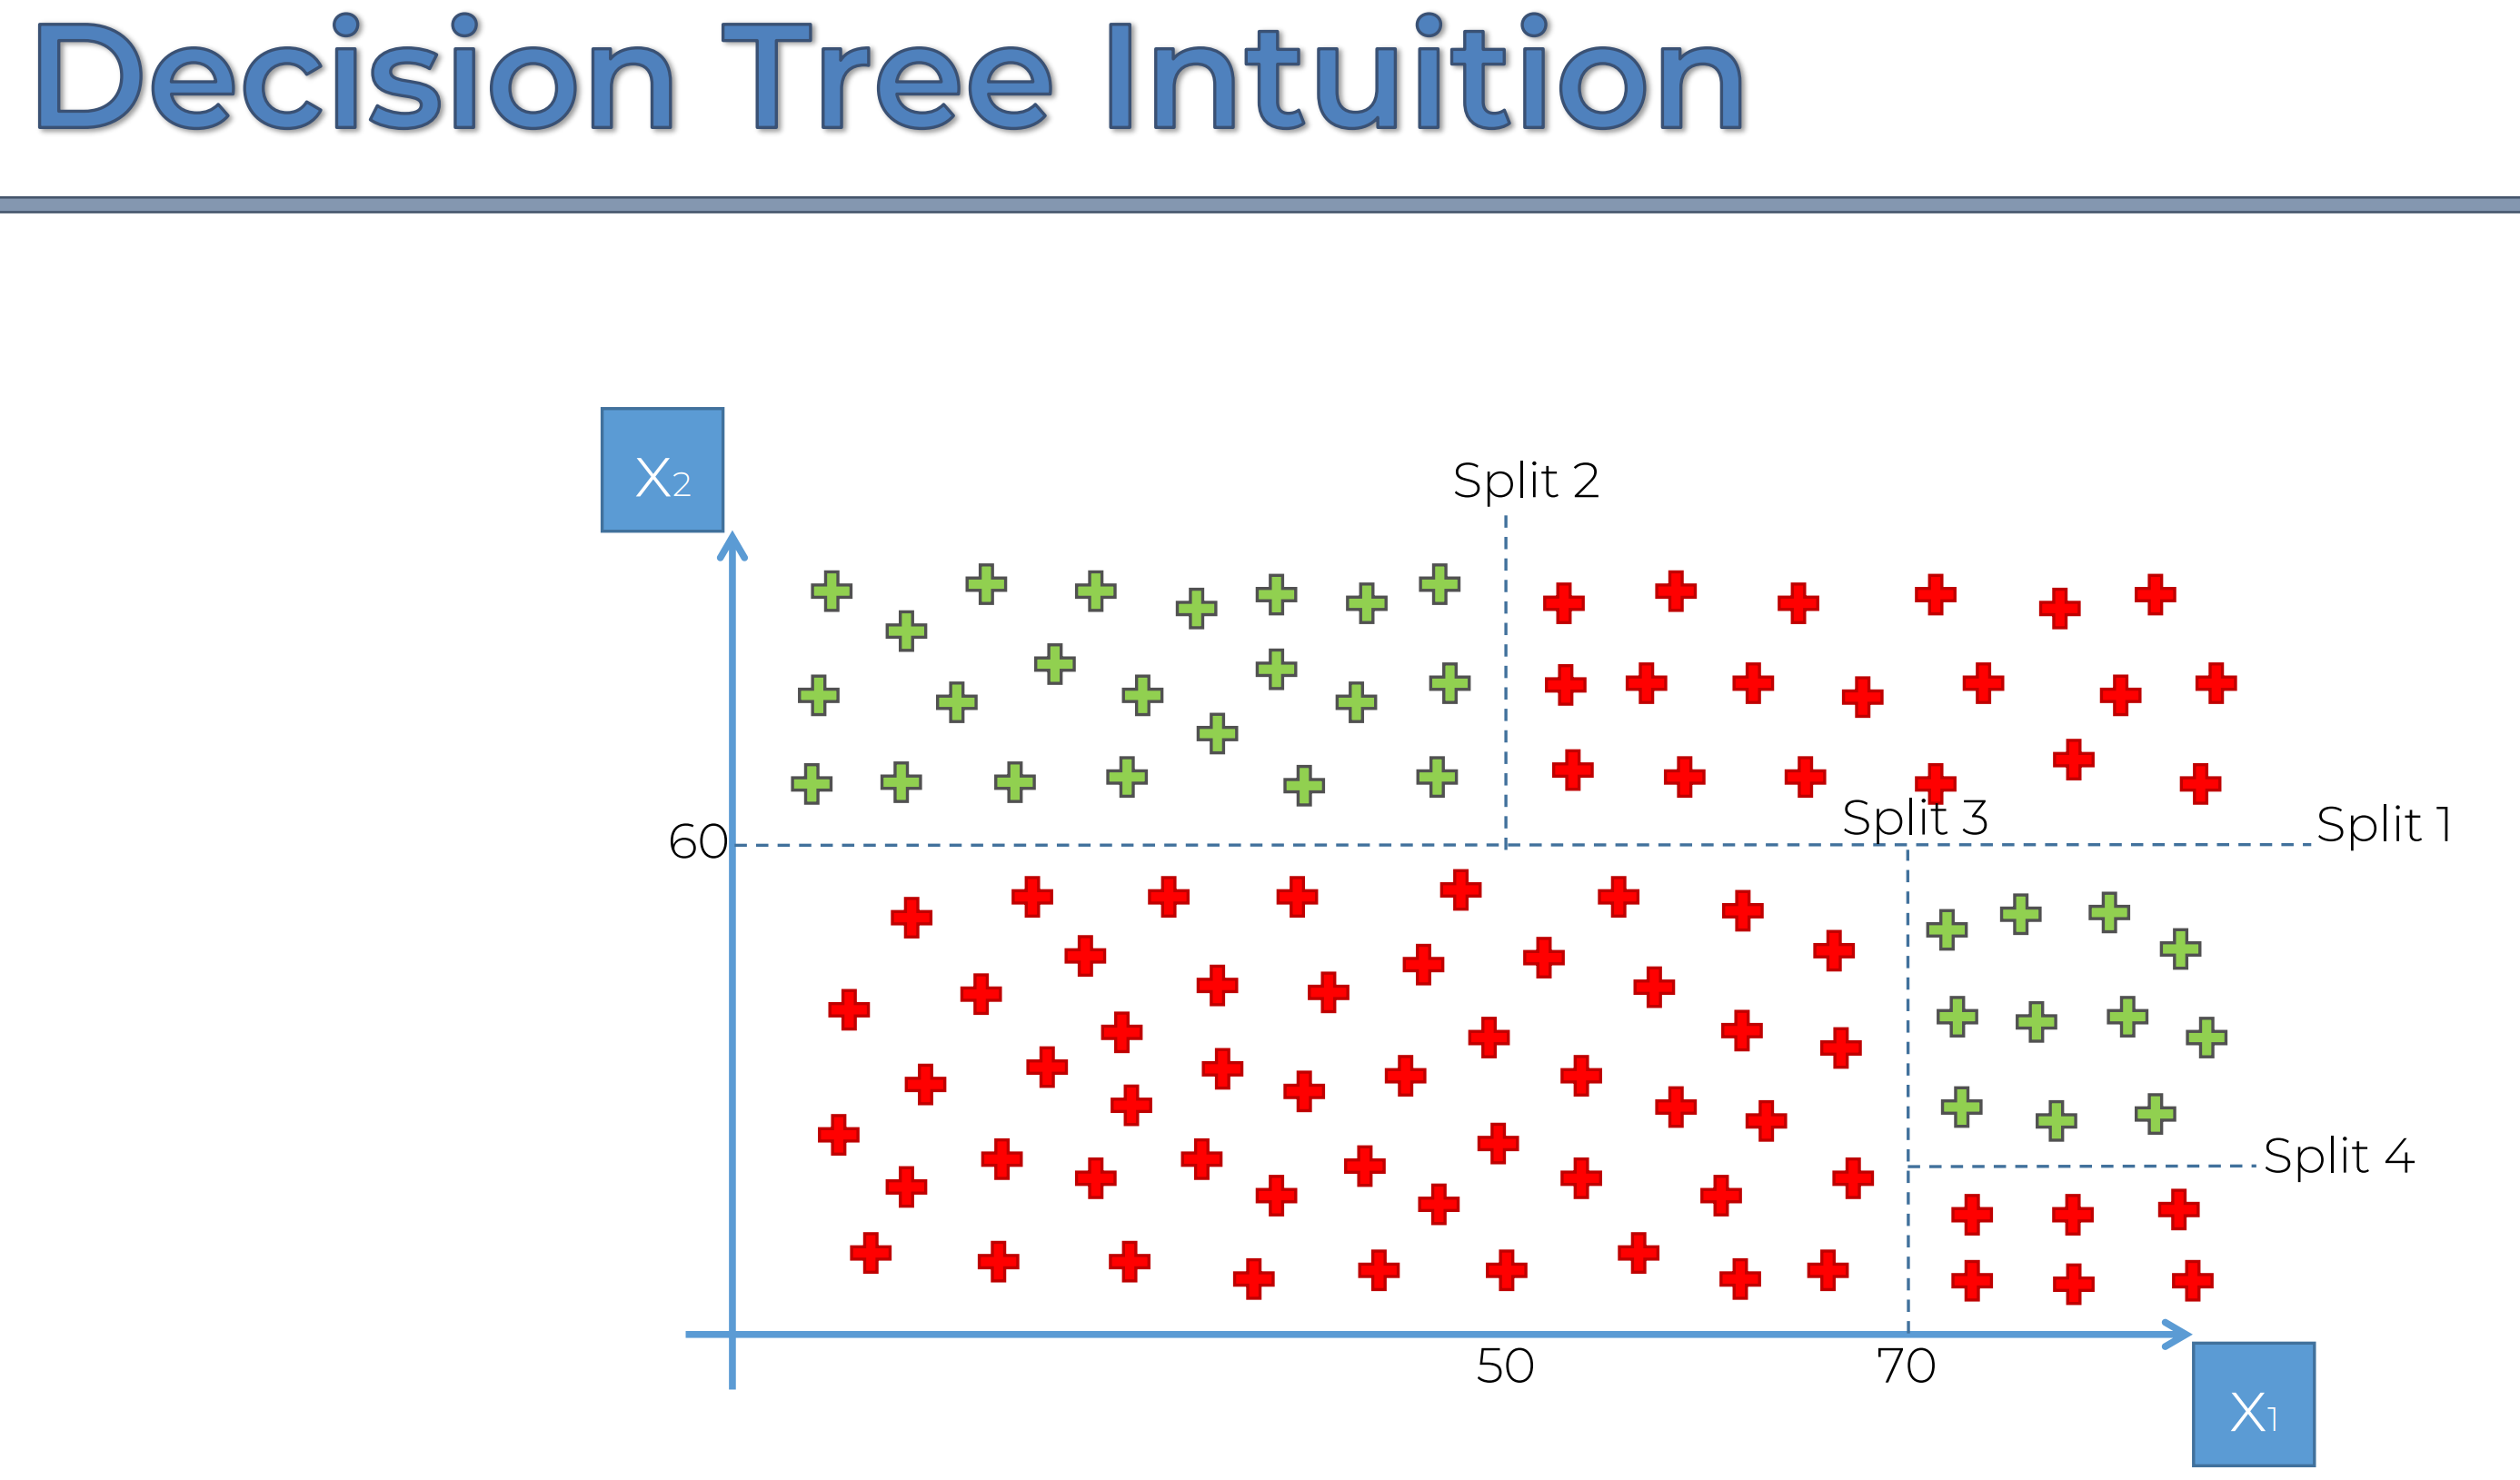 Decision Tree Intuition
X2
Split 2
Split 3
Split 1
60
Split 4
50
70
X1